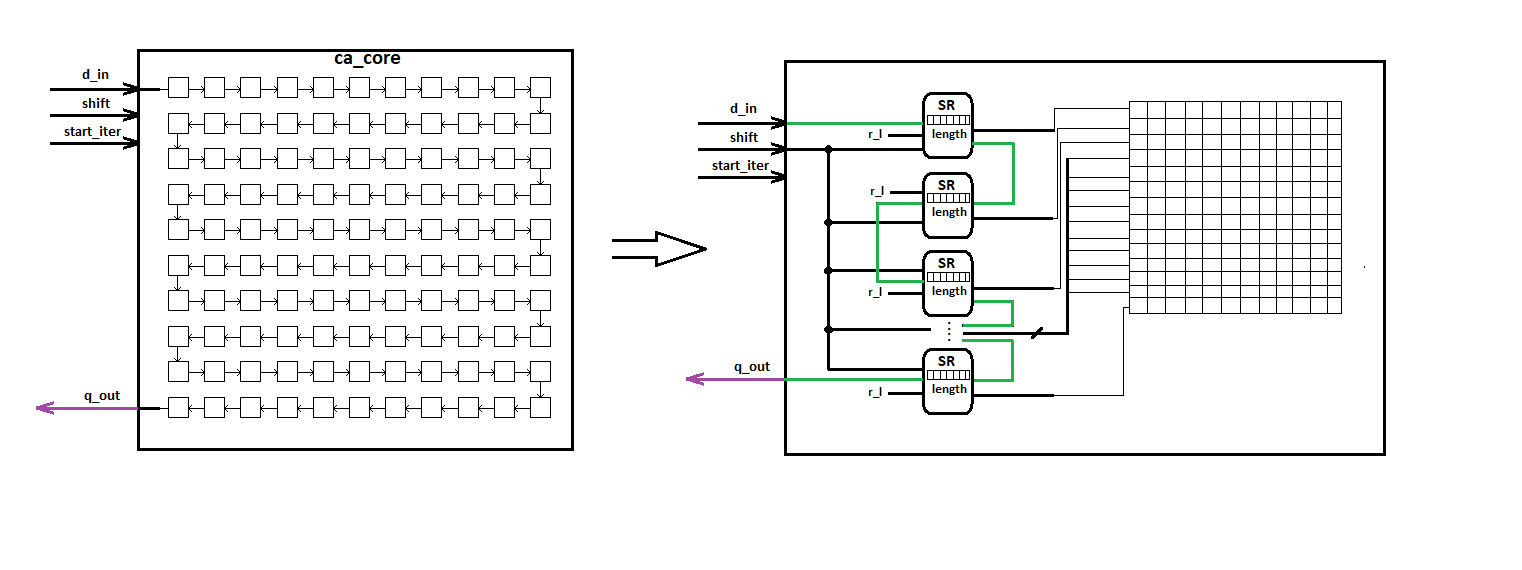 ca_core
d_in
shift
start_iter
q_out
d_in
shift
start_iter
q_out
SR
r_l
length
SR
r_l
length
SR
r_l
length
⋮
SR
r_l
length